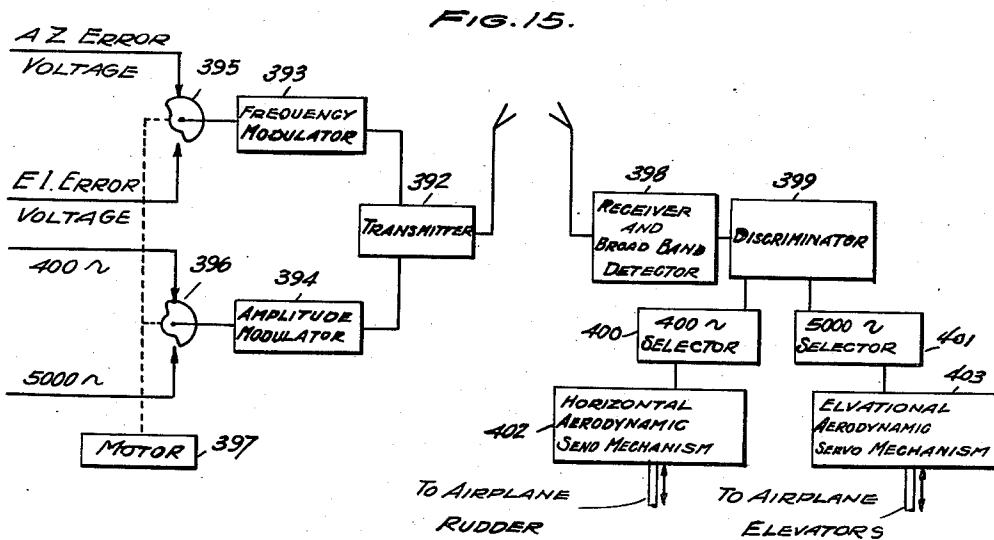 FIG. 15.
AZ ERROR
VOLTAGE
395
393
FREQUENCY
MODULATOR
EI. ERROR
VOLTAGE
392
TRANSMITTER
400 ~
396
394
AMPLITUDE
MODULATOR
5000 ~
MOTOR
397
398
RECEIVER
AND
BROAD BAND
DETECTOR
399
DISCRIMINATOR
400
400 ~
SELECTOR
5000 ~
SELECTOR
401
402
HORIZONTAL
AERODYNAMIC
SEND MECHANISM
403
ELVATIONAL
AERODYNAMIC
SERVO MECHANISM
TO AIRPLANE
RUDDER
TO AIRPLANE
ELEVATORS